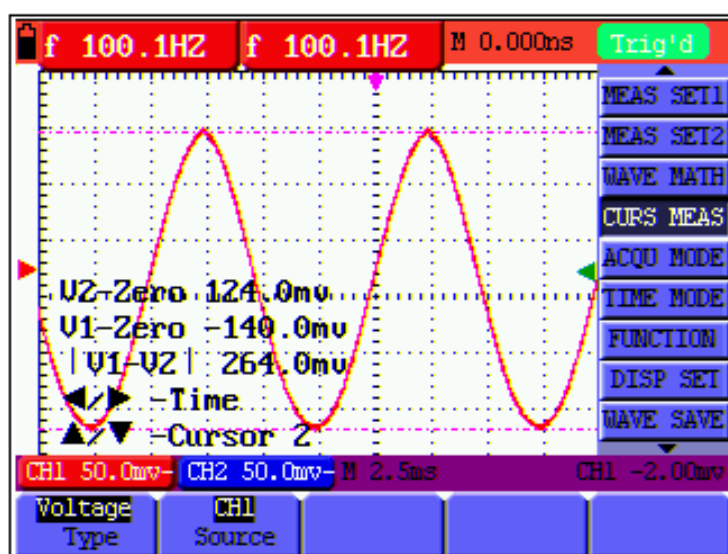 f 100.1HZ f 100.1HZ M 0.000ns Trig'd
MEAS SET1
MEAS SET2
WAVE MATH
CURS MEAS
ACQU MODE
TIME MODE
FUNCTION
DISP SET
WAVE SAVE
V2-Zero 124.0mv
V1-Zero -140.0mv
|V1-V2| 264.0mv
◀/▶ -Time
▲/▼ -Cursor 2
CH1 50.0mv- CH2 50.0mv- M 2.5ms CH1 -2.00mv
Voltage CH1
Type Source